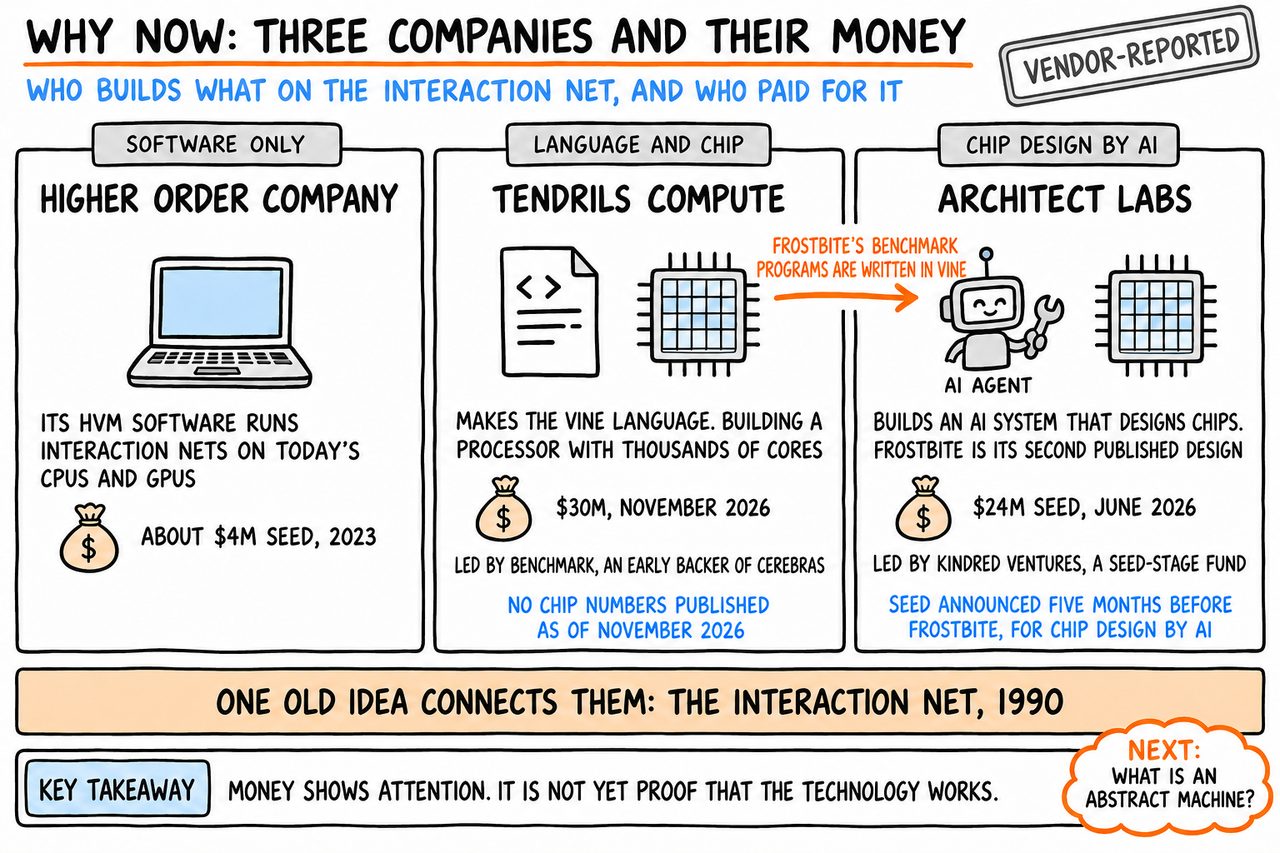 WHY NOW: THREE COMPANIES AND THEIR MONEY
WHO BUILDS WHAT ON THE INTERACTION NET, AND WHO PAID FOR IT
VENDOR-REPORTED
SOFTWARE ONLY
HIGHER ORDER COMPANY
ITS HVM SOFTWARE RUNS
INTERACTION NETS ON TODAY'S
CPUS AND GPUS
$
ABOUT $4M SEED, 2023
LANGUAGE AND CHIP
TENDRILS COMPUTE
<>
FROSTBITE'S BENCHMARK
PROGRAMS ARE WRITTEN IN VINE
MAKES THE VINE LANGUAGE. BUILDING A
PROCESSOR WITH THOUSANDS OF CORES
$
$30M, NOVEMBER 2026
LED BY BENCHMARK, AN EARLY BACKER OF CEREBRAS
NO CHIP NUMBERS PUBLISHED
AS OF NOVEMBER 2026
CHIP DESIGN BY AI
ARCHITECT LABS
AI AGENT
BUILDS AN AI SYSTEM THAT DESIGNS CHIPS.
FROSTBITE IS ITS SECOND PUBLISHED DESIGN
$
$24M SEED, JUNE 2026
LED BY KINDRED VENTURES, A SEED-STAGE FUND
SEED ANNOUNCED FIVE MONTHS BEFORE
FROSTBITE, FOR CHIP DESIGN BY AI
ONE OLD IDEA CONNECTS THEM: THE INTERACTION NET, 1990
KEY TAKEAWAY
MONEY SHOWS ATTENTION. IT IS NOT YET PROOF THAT THE TECHNOLOGY WORKS.
NEXT:
WHAT IS AN
ABSTRACT MACHINE?